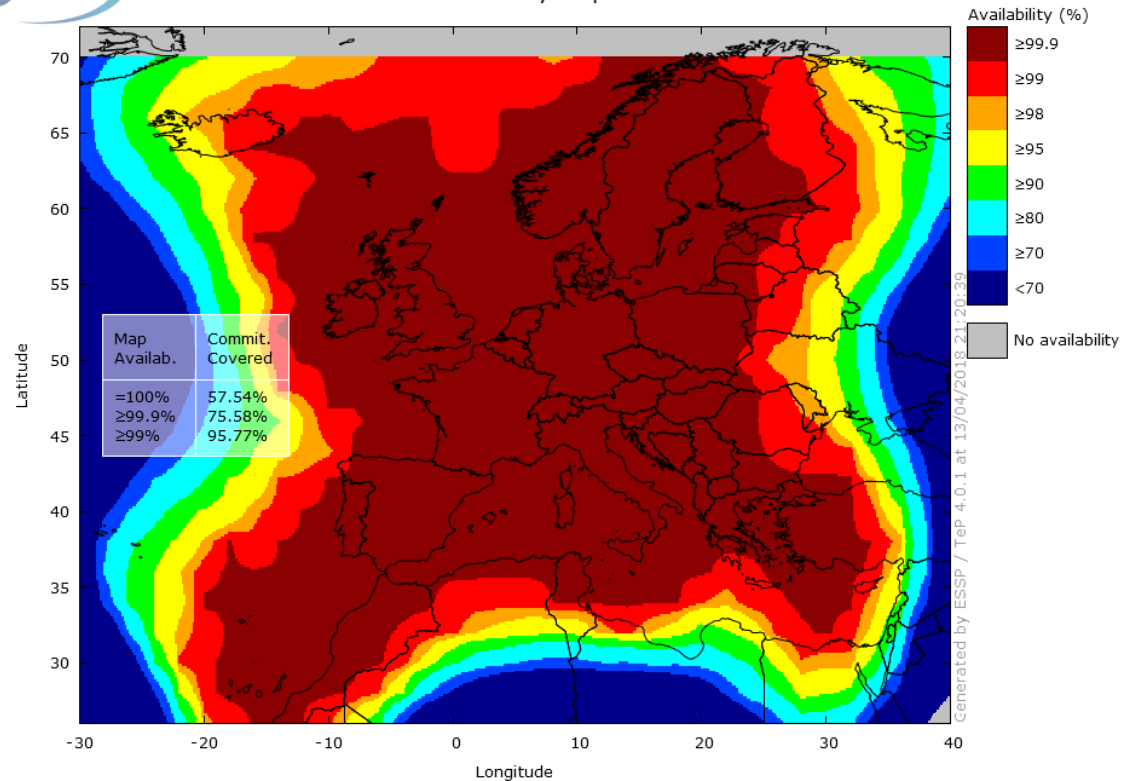 Availability (%)
≥99.9
≥99
≥98
≥95
≥90
≥80
≥70
<70
No availability
70
65
60
55
50
45
40
35
30
Latitude
Map Commit.
Availab. Covered
=100% 57.54%
≥99.9% 75.58%
≥99% 95.77%
Generated by ESSP / TeP 4.0.1 at 13/04/2018 21:20:39
-30 -20 -10 0 10 20 30 40
Longitude